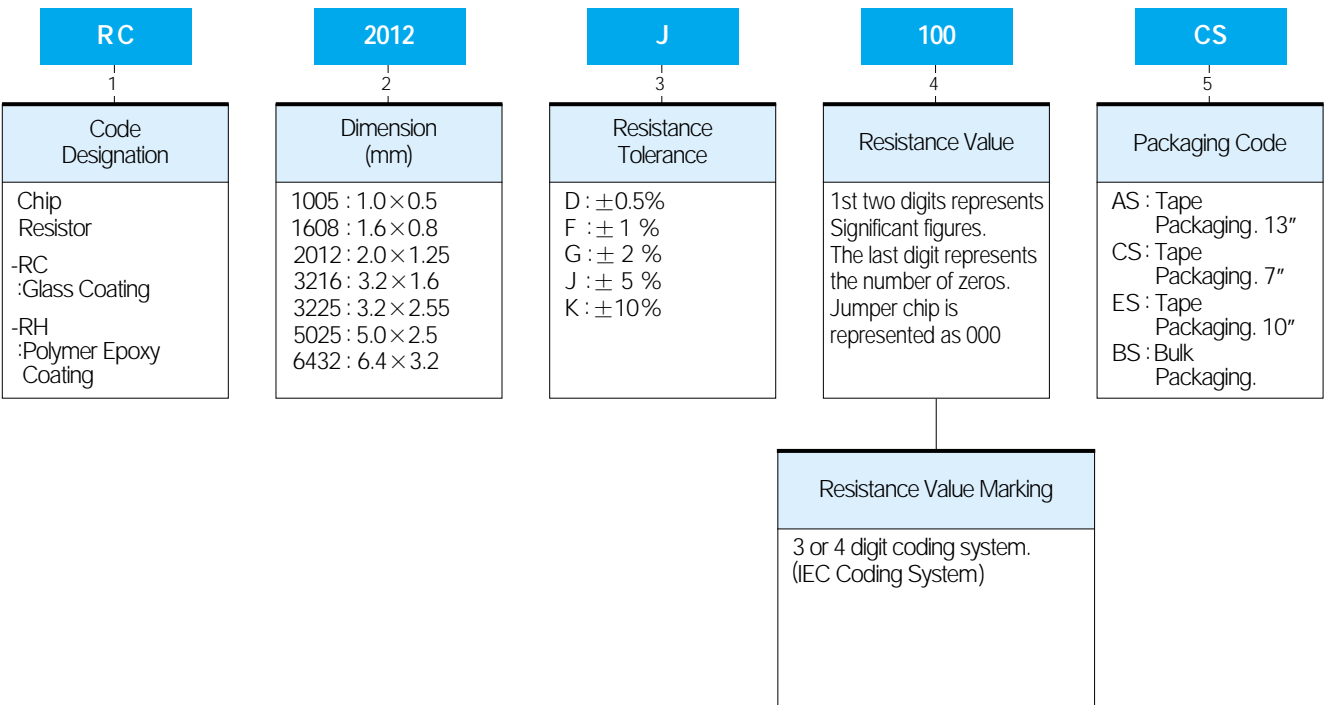 RC
2012
J
100
CS
1
2
3
4
5
Code
Designation
Chip
Resistor
-RC
:Glass Coating
-RH
:Polymer Epoxy
Coating
Dimension
(mm)
1005 : 1.0×0.5
1608 : 1.6×0.8
2012 : 2.0×1.25
3216 : 3.2×1.6
3225 : 3.2×2.55
5025 : 5.0×2.5
6432 : 6.4×3.2
Resistance
Tolerance
D : ±0.5%
F : ± 1 %
G : ± 2 %
J : ± 5 %
K : ±10%
Resistance Value
1st two digits represents
Significant figures.
The last digit represents
the number of zeros.
Jumper chip is
represented as 000
Packaging Code
AS : Tape
Packaging. 13″
CS : Tape
Packaging. 7″
ES : Tape
Packaging. 10″
BS : Bulk
Packaging.
Resistance Value Marking
3 or 4 digit coding system.
(IEC Coding System)